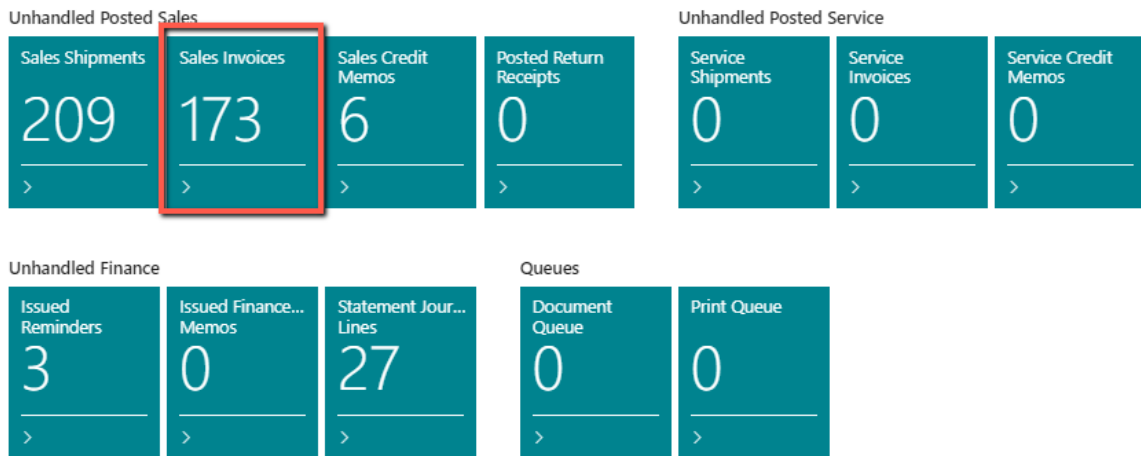 Unhandled Posted Sales
Sales Shipments
209
Sales Invoices
173
Sales Credit
Memos
6
Posted Return
Receipts
0
Unhandled Posted Service
Service
Shipments
0
Service
Invoices
0
Service Credit
Memos
0
Unhandled Finance
Issued
Reminders
3
Issued Finance...
Memos
0
Statement Jour...
Lines
27
Queues
Document
Queue
0
Print Queue
0